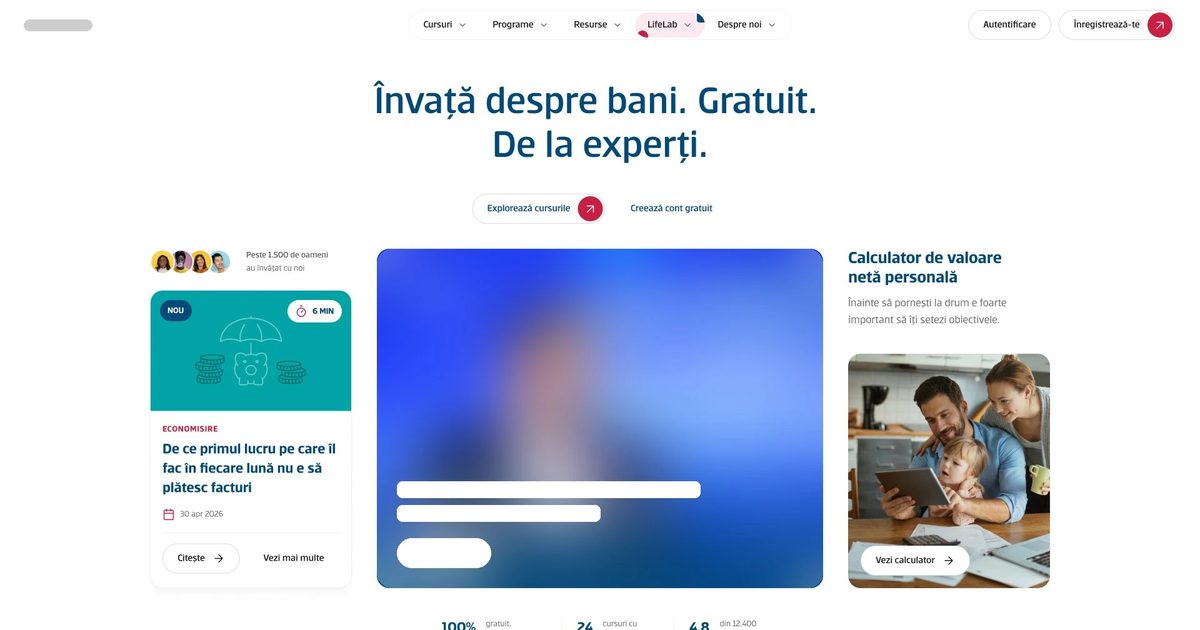 Cursuri
Programe
Resurse
LifeLab
Despre noi
Autentificare
Înregistrează-te
Învață despre bani. Gratuit.
De la experți.
Explorează cursurile
Creează cont gratuit
Peste 1.500 de oameni
au învățat cu noi
NOU
6 MIN
ECONOMISIRE
De ce primul lucru pe care îl
fac în fiecare lună nu e să
plătesc facturi
30 apr 2026
Citește
Vezi mai multe
Calculator de valoare
netă personală
Înainte să pornești la drum e foarte
important să îți setezi obiectivele.
Vezi calculator
100%
gratuit.
24
cursuri cu
4.8
din 12.400